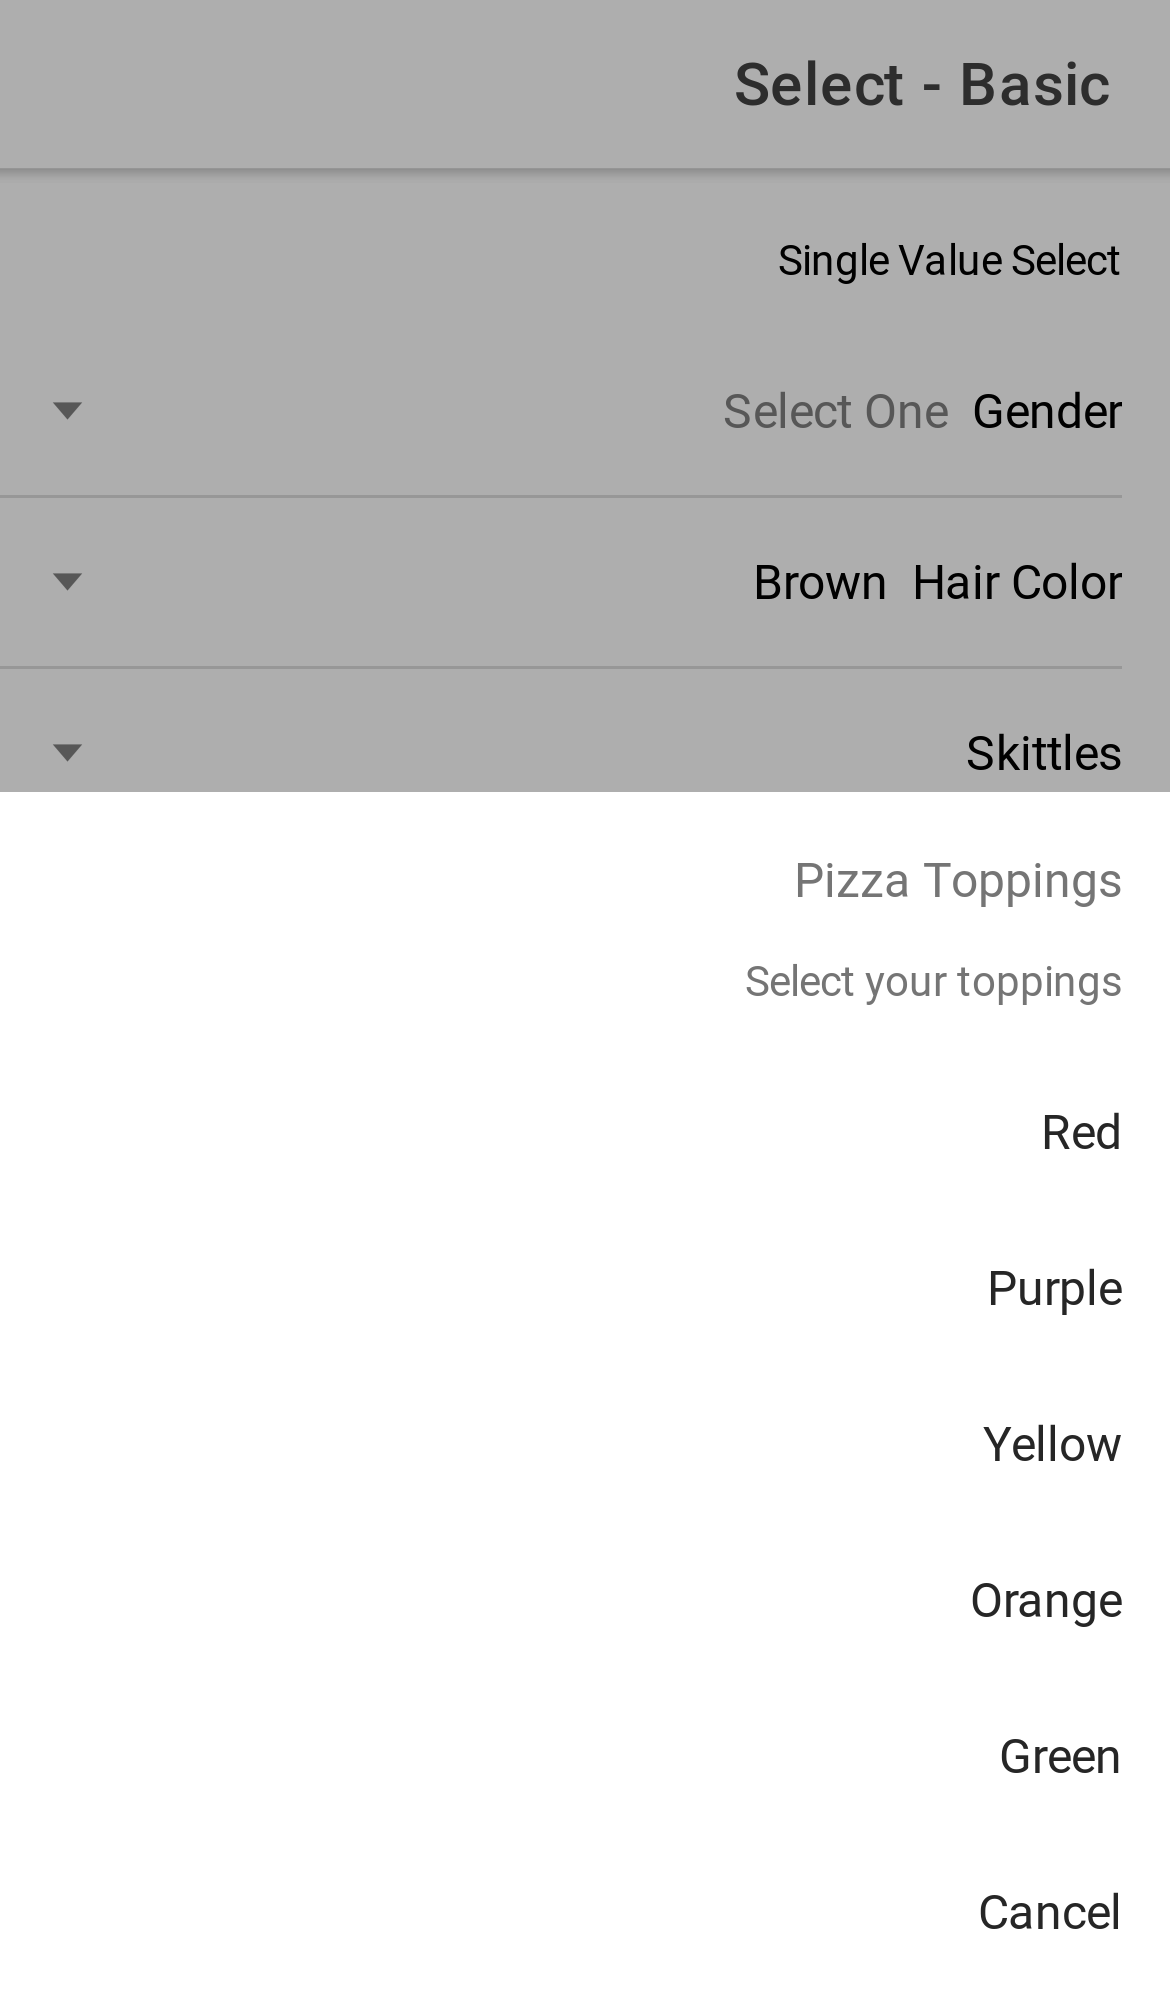 Select - Basic
Single Value Select
Select One Gender
Brown Hair Color
Skittles
Pizza Toppings
Select your toppings
Red
Purple
Yellow
Orange
Green
Cancel